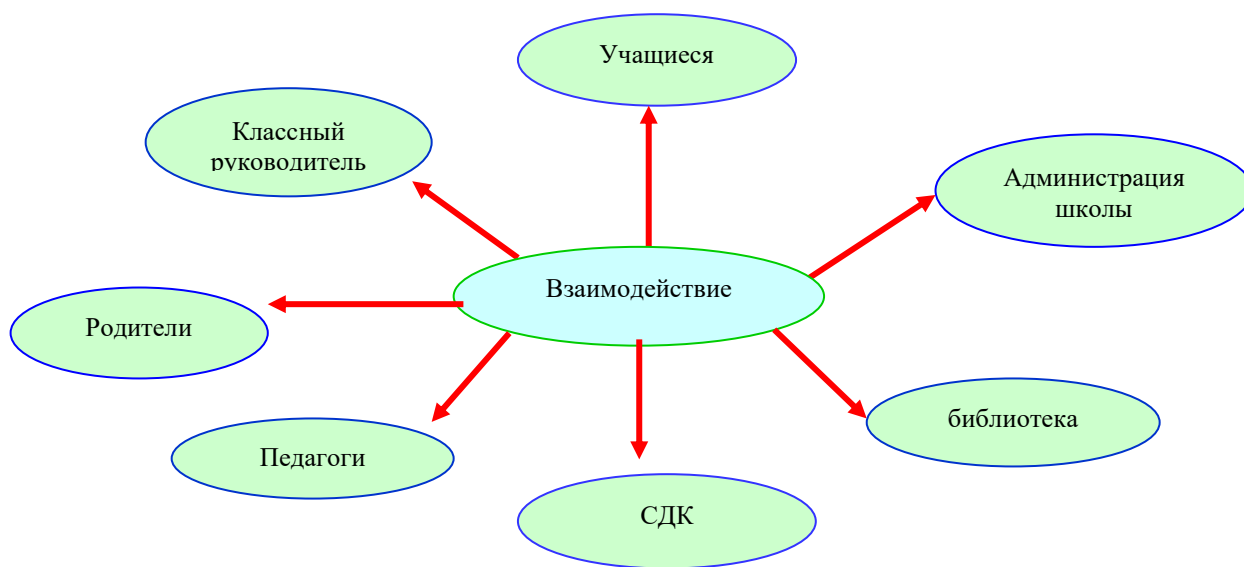 Учащиеся
Классный
руководитель
Администрация
школы
Взаимодействие
Родители
библиотека
Педагоги
СДК